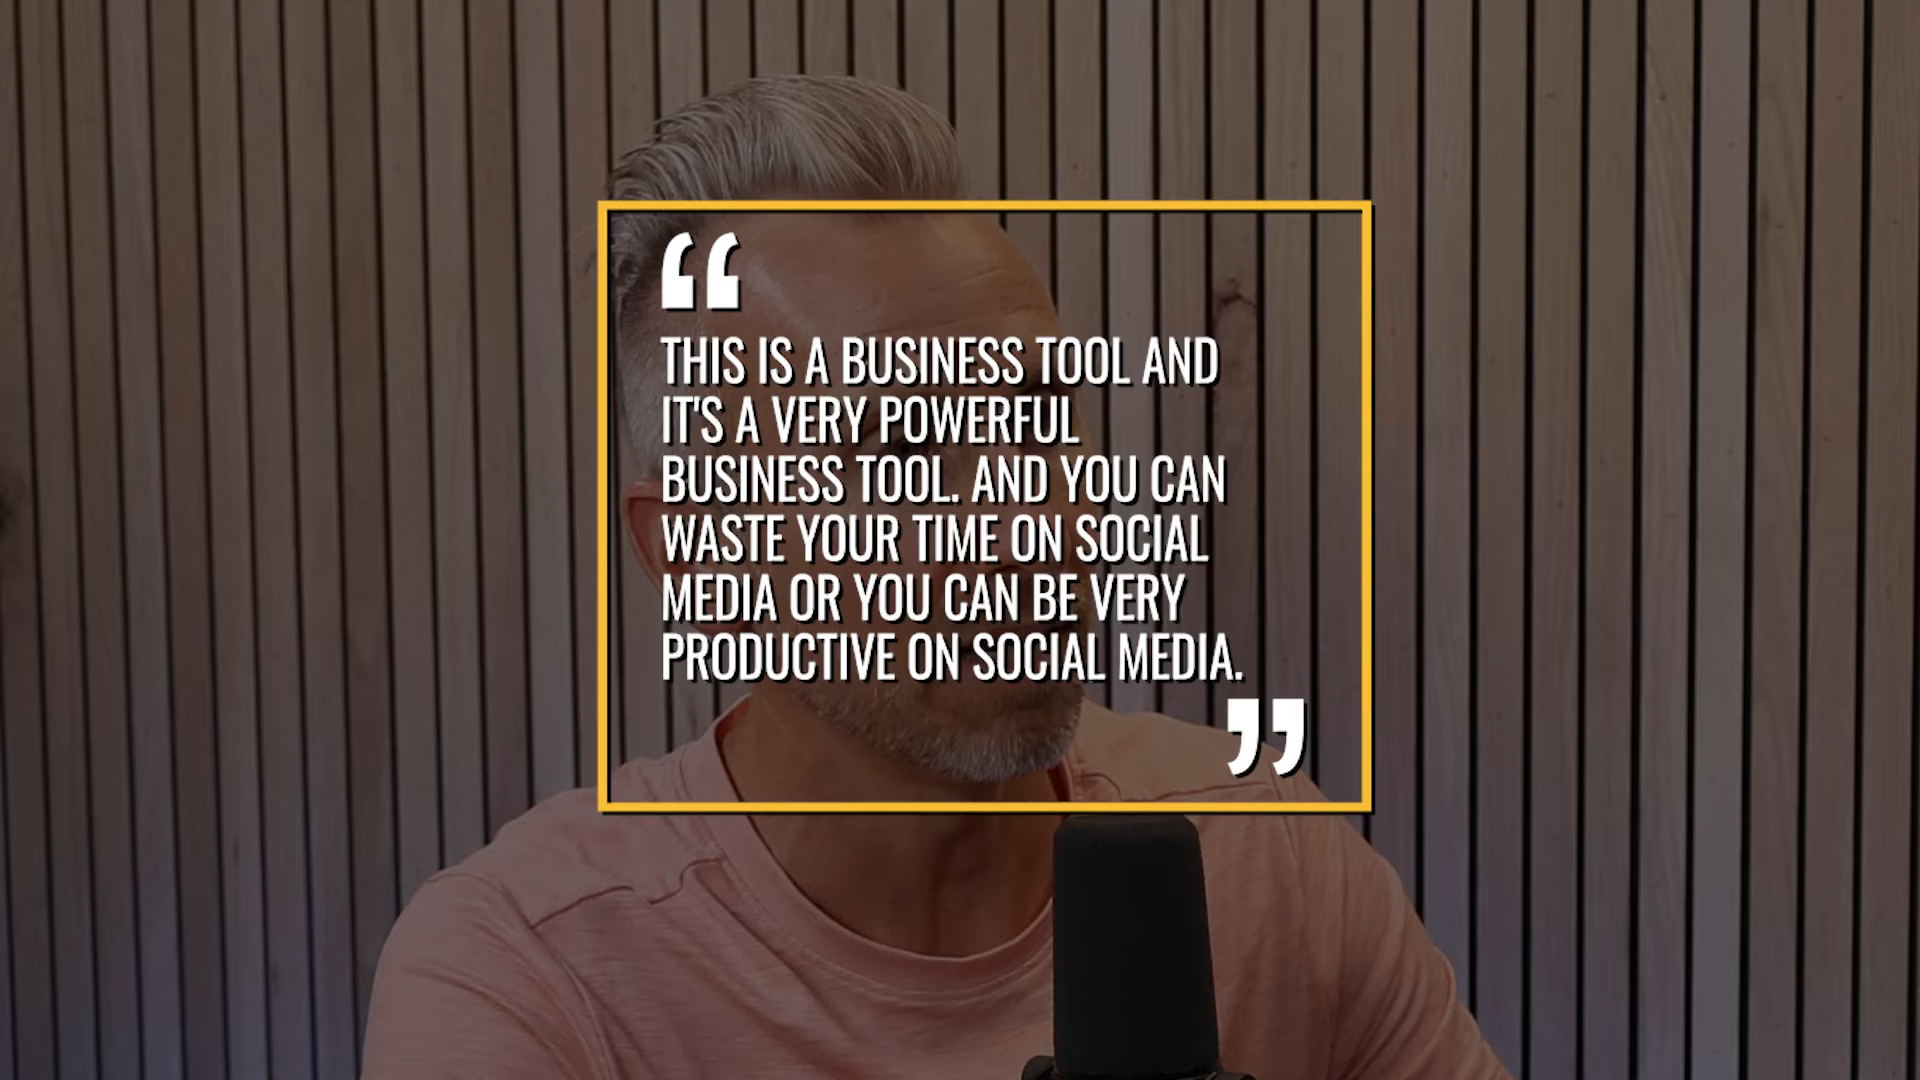 “
THIS IS A BUSINESS TOOL AND
IT'S A VERY POWERFUL
BUSINESS TOOL. AND YOU CAN
WASTE YOUR TIME ON SOCIAL
MEDIA OR YOU CAN BE VERY
PRODUCTIVE ON SOCIAL MEDIA.
”